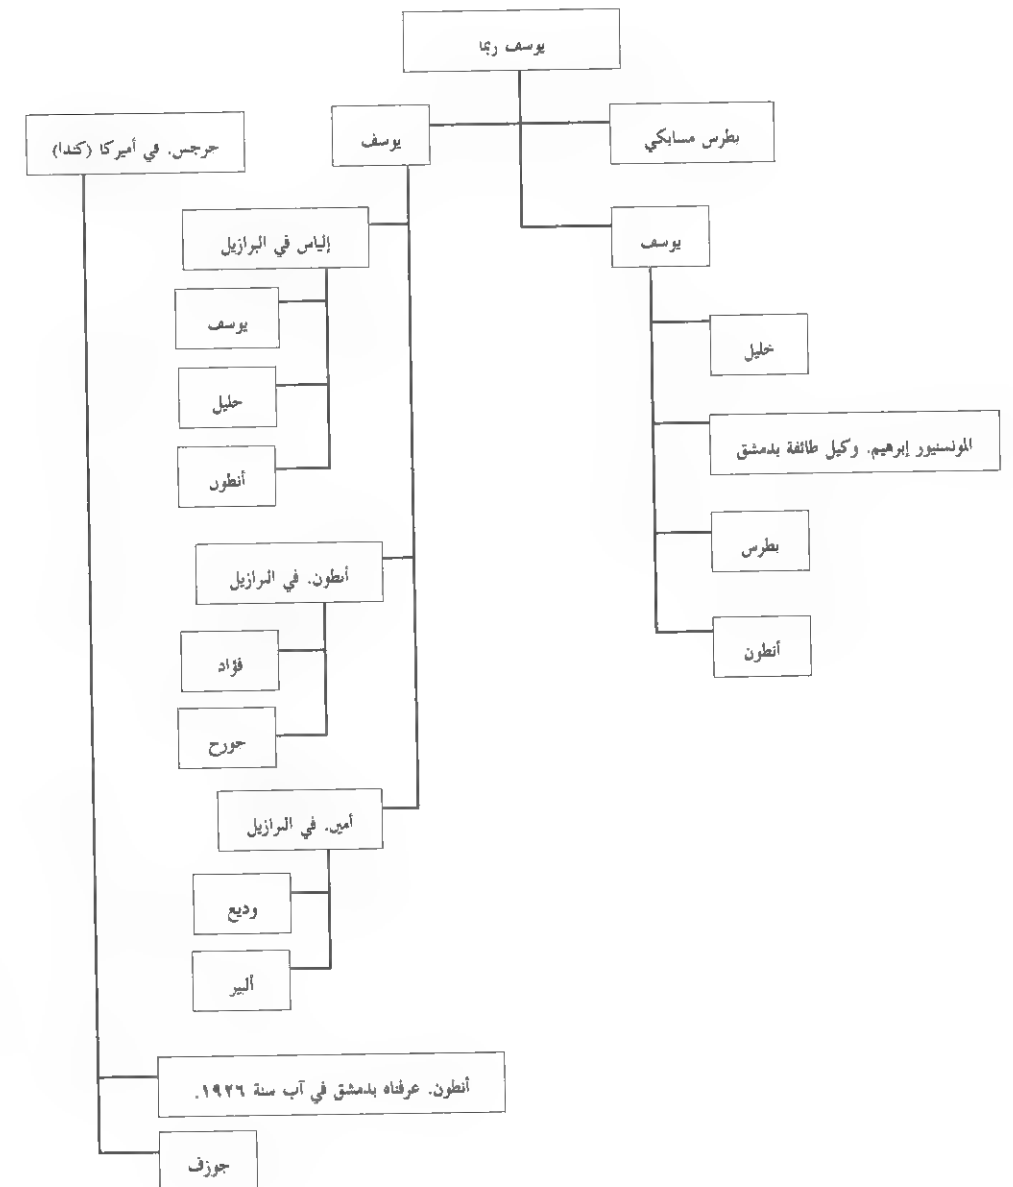 يوسف ربما
بطرس مسابكي
يوسف
جرجس. في أميركا (كندا)
يوسف
إلياس في البرازيل
يوسف
خليل
خليل
المونسنيور إبرهيم. وكيل طائفة بدمشق
أنطون
بطرس
أنطون. في البرازيل
أنطون
فؤاد
جورج
أمين. في البرازيل
وديع
ألبير
أنطون. عرفناه بدمشق في آب سنة ١٩٢٦.
جوزف